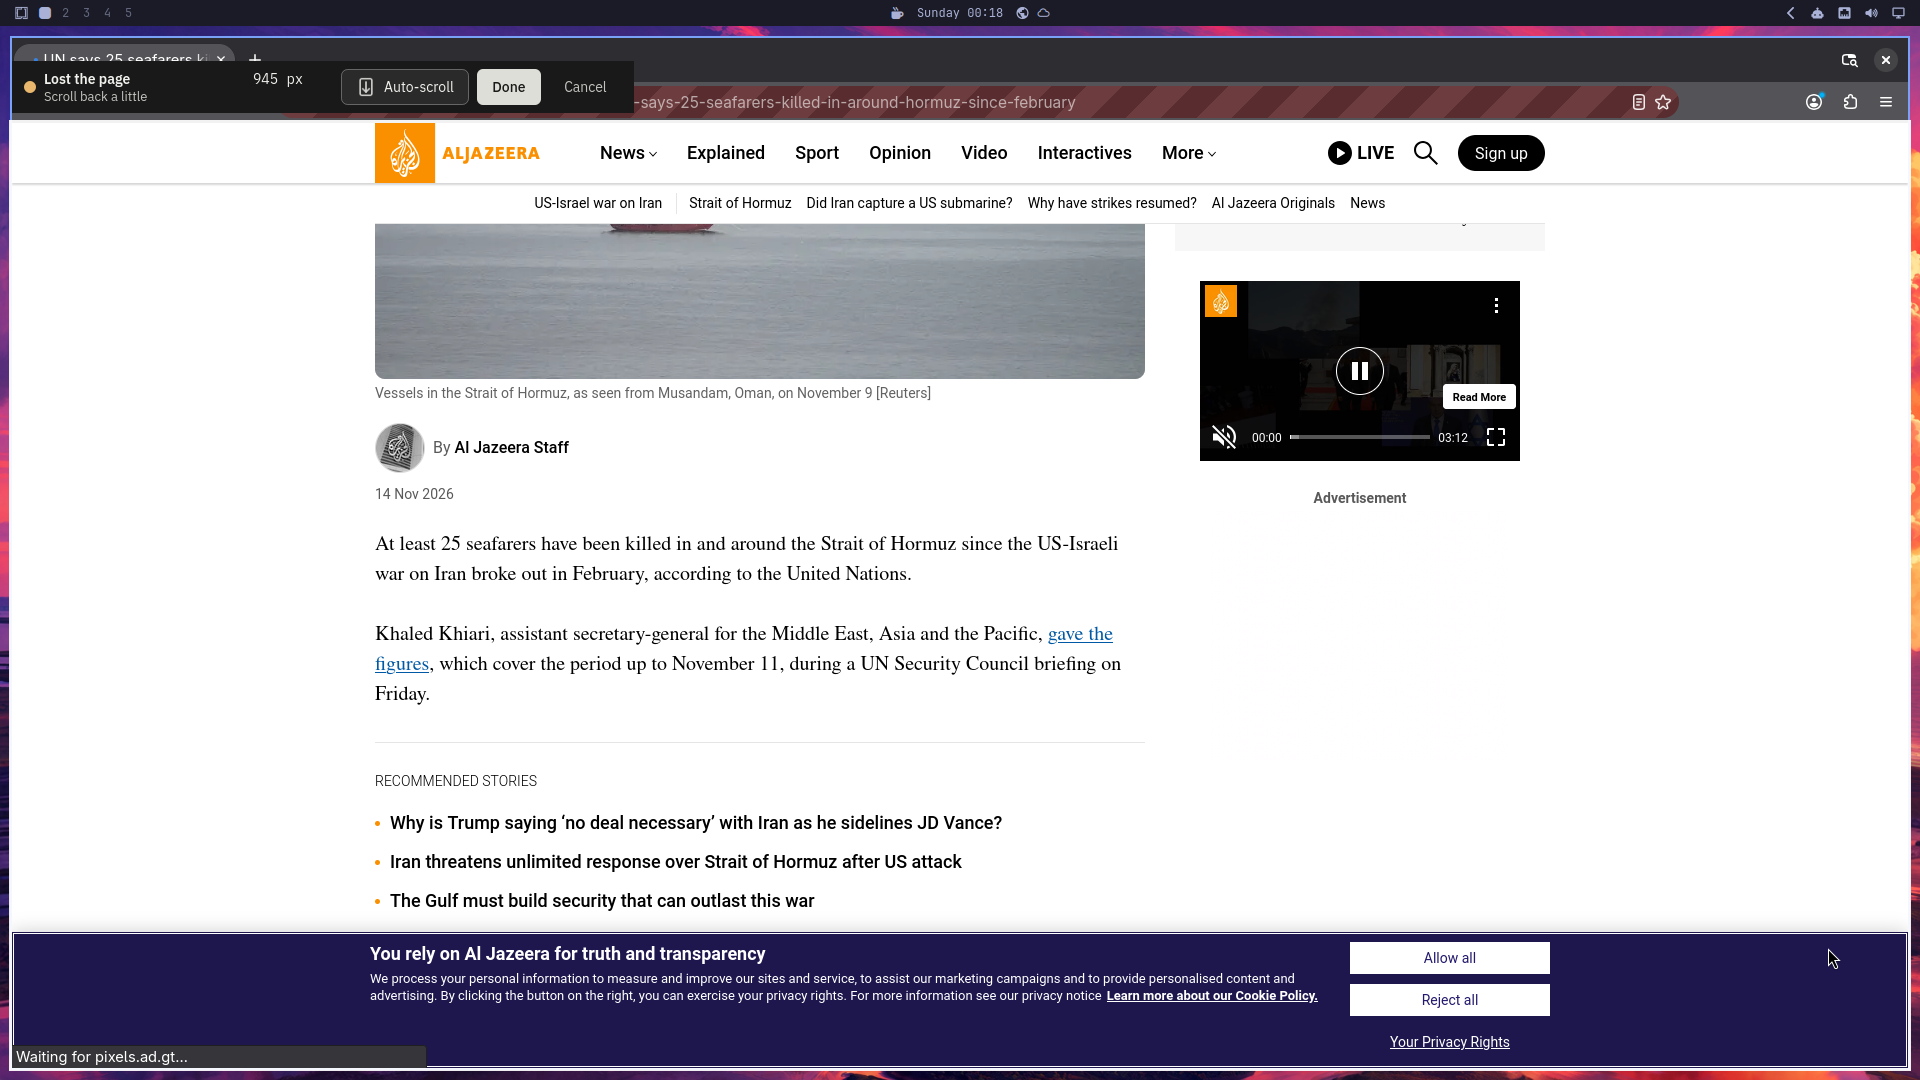 2 3 4 5
Sunday 00:18
UN says 25 seafarers ki
Lost the page
Scroll back a little
945 px
Auto-scroll
Done
Cancel
-says-25-seafarers-killed-in-around-hormuz-since-february
ALJAZEERA
News
Explained
Sport
Opinion
Video
Interactives
More
LIVE
Sign up
US-Israel war on Iran
Strait of Hormuz
Did Iran capture a US submarine?
Why have strikes resumed?
Al Jazeera Originals
News
Vessels in the Strait of Hormuz, as seen from Musandam, Oman, on November 9 [Reuters]
By Al Jazeera Staff
14 Nov 2026
At least 25 seafarers have been killed in and around the Strait of Hormuz since the US-Israeli
war on Iran broke out in February, according to the United Nations.
Khaled Khiari, assistant secretary-general for the Middle East, Asia and the Pacific, gave the
figures, which cover the period up to November 11, during a UN Security Council briefing on
Friday.
RECOMMENDED STORIES
Why is Trump saying ‘no deal necessary’ with Iran as he sidelines JD Vance?
Iran threatens unlimited response over Strait of Hormuz after US attack
The Gulf must build security that can outlast this war
Read More
00:00
03:12
Advertisement
You rely on Al Jazeera for truth and transparency
We process your personal information to measure and improve our sites and service, to assist our marketing campaigns and to provide personalised content and
advertising. By clicking the button on the right, you can exercise your privacy rights. For more information see our privacy notice Learn more about our Cookie Policy.
Allow all
Reject all
Your Privacy Rights
Waiting for pixels.ad.gt...